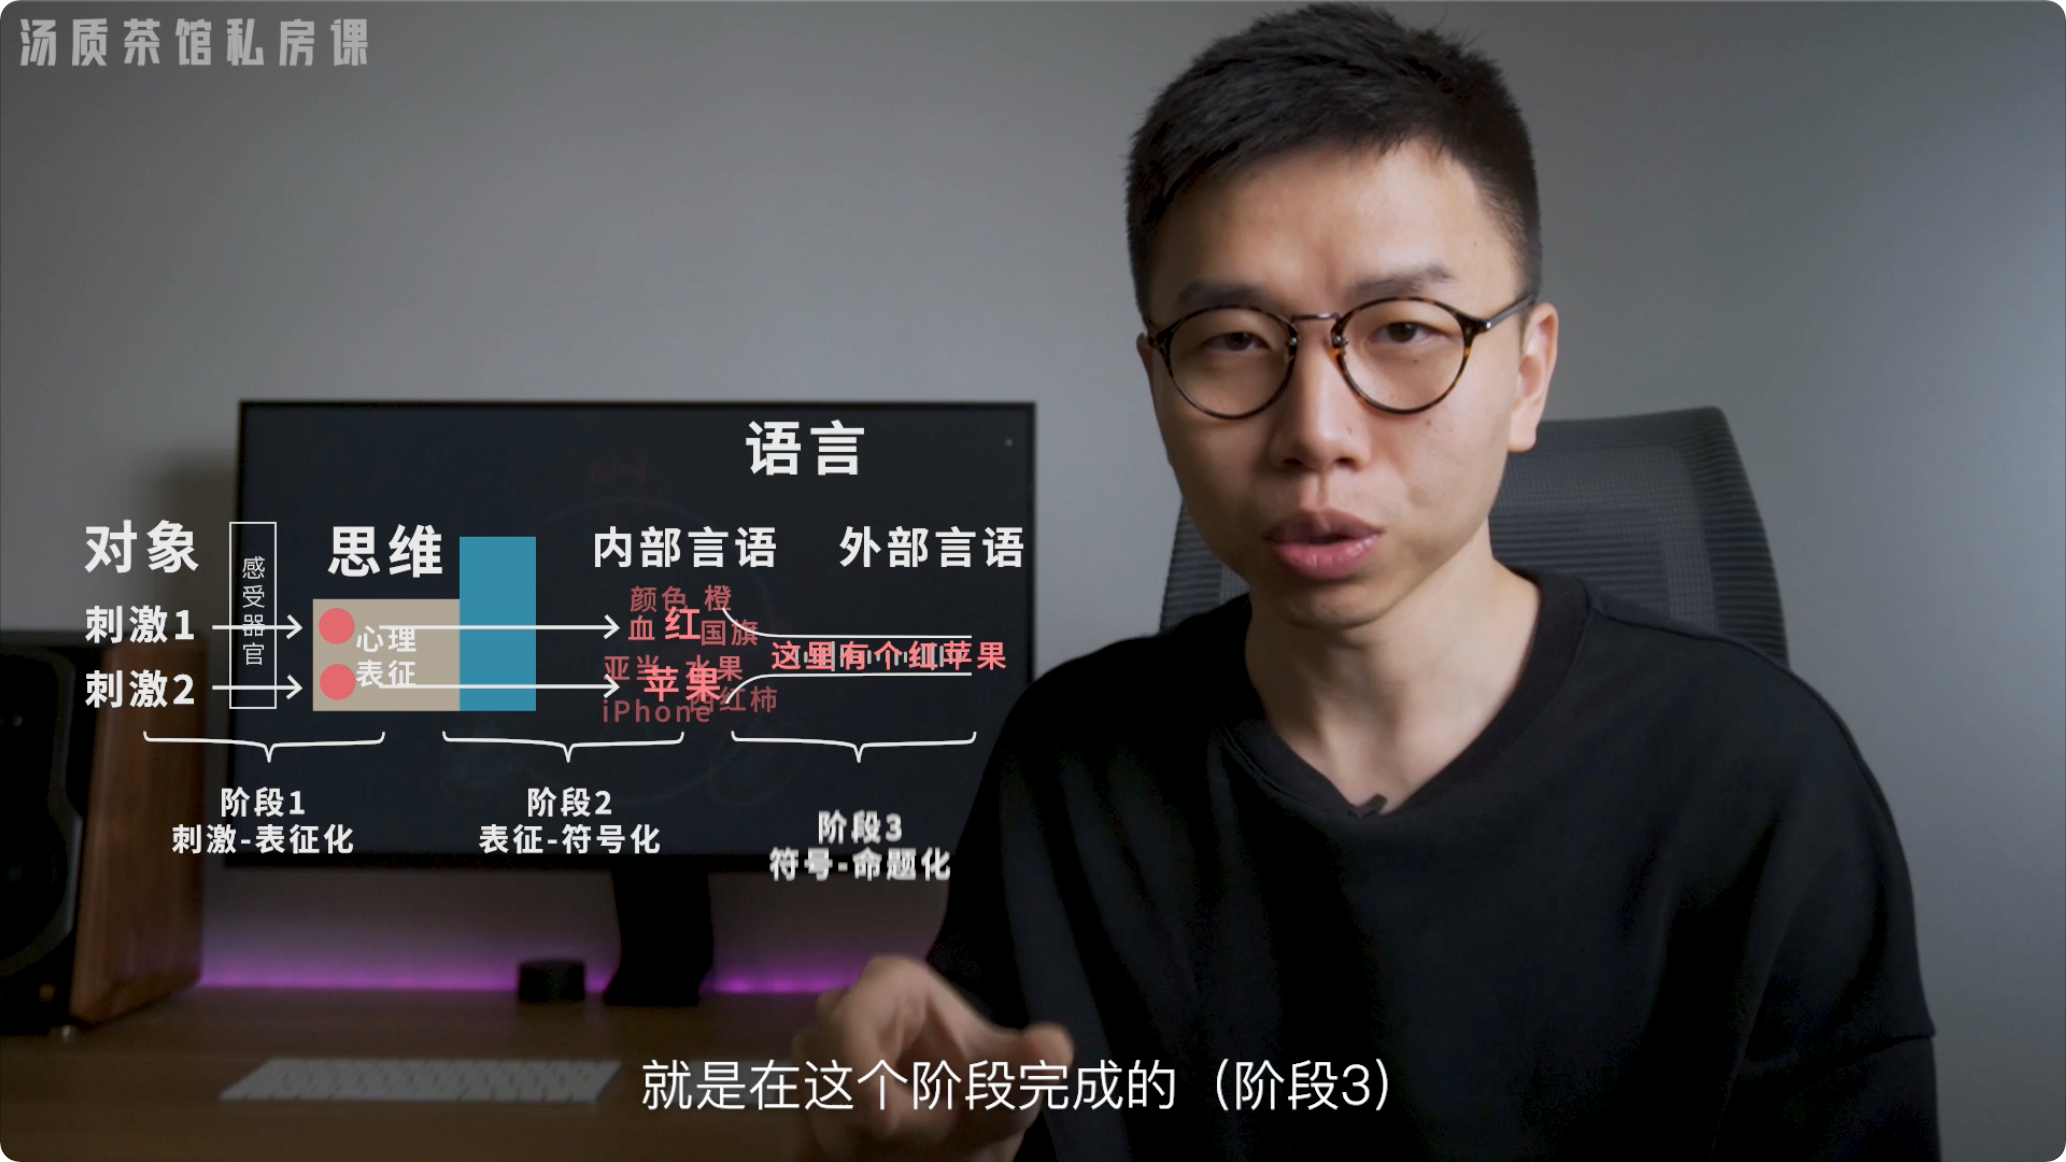 汤质茶馆私房课
语言
对象
感受器官
思维
内部言语
外部言语
刺激1
刺激2
心理
表征
颜色 橙
血 红 国旗
亚当 水果
苹果
iPhone 西红柿
这里有个红苹果
阶段1
刺激-表征化
阶段2
表征-符号化
阶段3
符号-命题化
就是在这个阶段完成的（阶段3）